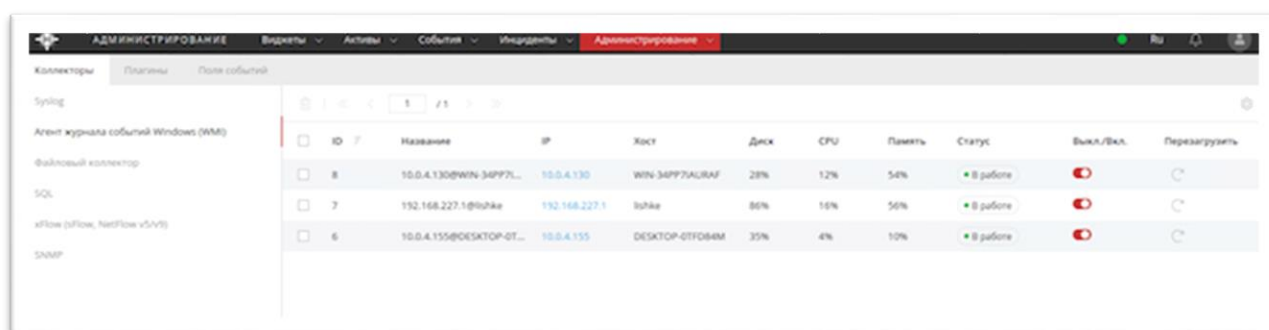 АДМИНИСТРИРОВАНИЕ Виджеты Активы События Инциденты Администрирование Ru
Коллекторы Плагины Поля событий
Syslog
1 / 1
Агент журнала событий Windows (WMI)
ID Название IP Хост Диск CPU Память Статус Выкл./Вкл. Перезагрузить
Файловый коллектор
8 10.0.4.130@WIN-34PP7I... 10.0.4.130 WIN-34PP7IAURAF 28% 12% 54% В работе
SQL
7 192.168.227.1@lishke 192.168.227.1 lishke 86% 16% 56% В работе
xFlow (sFlow, NetFlow v5/v9)
6 10.0.4.155@DESKTOP-0T... 10.0.4.155 DESKTOP-0TFD84M 35% 4% 10% В работе
SNMP